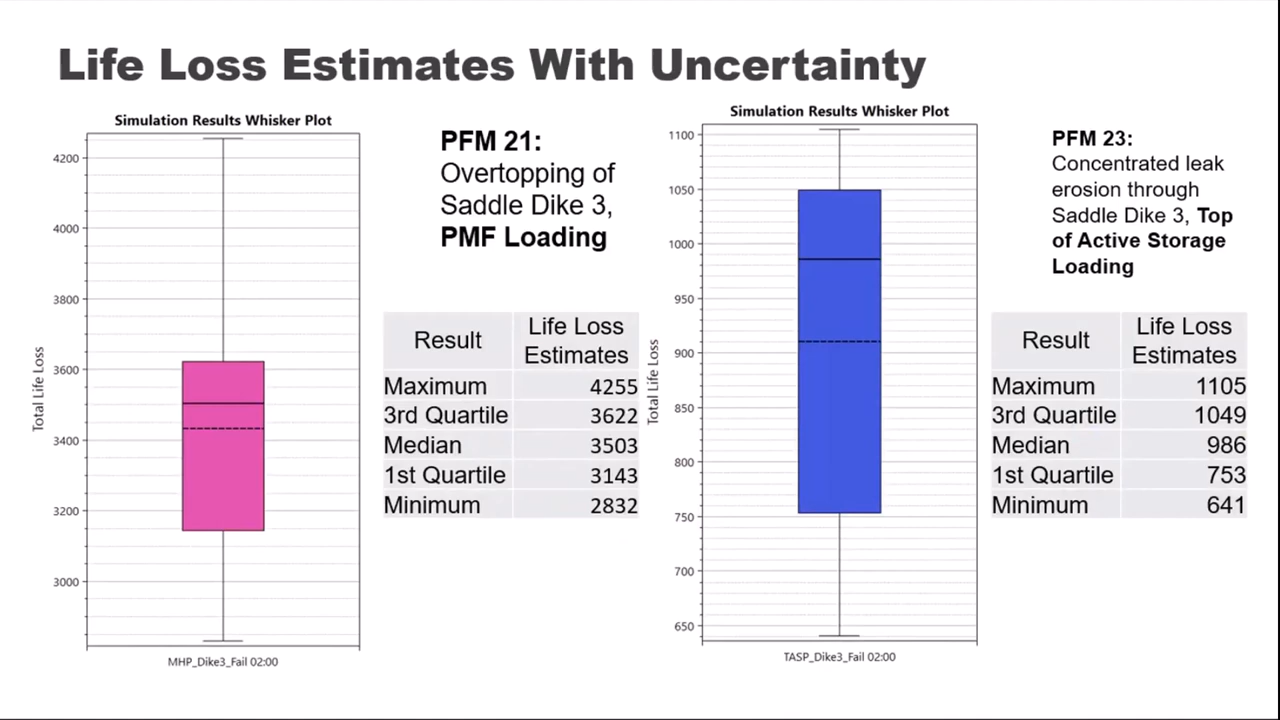 Life Loss Estimates With Uncertainty
Simulation Results Whisker Plot
4200
4000
3800
3600
3400
3200
3000
Total Life Loss
MHP_Dike3_Fail 02:00
PFM 21:
Overtopping of
Saddle Dike 3,
PMF Loading
Result Life Loss Estimates
Maximum 4255
3rd Quartile 3622
Median 3503
1st Quartile 3143
Minimum 2832
Simulation Results Whisker Plot
1100
1050
1000
950
900
850
800
750
700
650
Total Life Loss
TASP_Dike3_Fail 02:00
PFM 23:
Concentrated leak
erosion through
Saddle Dike 3, Top
of Active Storage
Loading
Result Life Loss Estimates
Maximum 1105
3rd Quartile 1049
Median 986
1st Quartile 753
Minimum 641